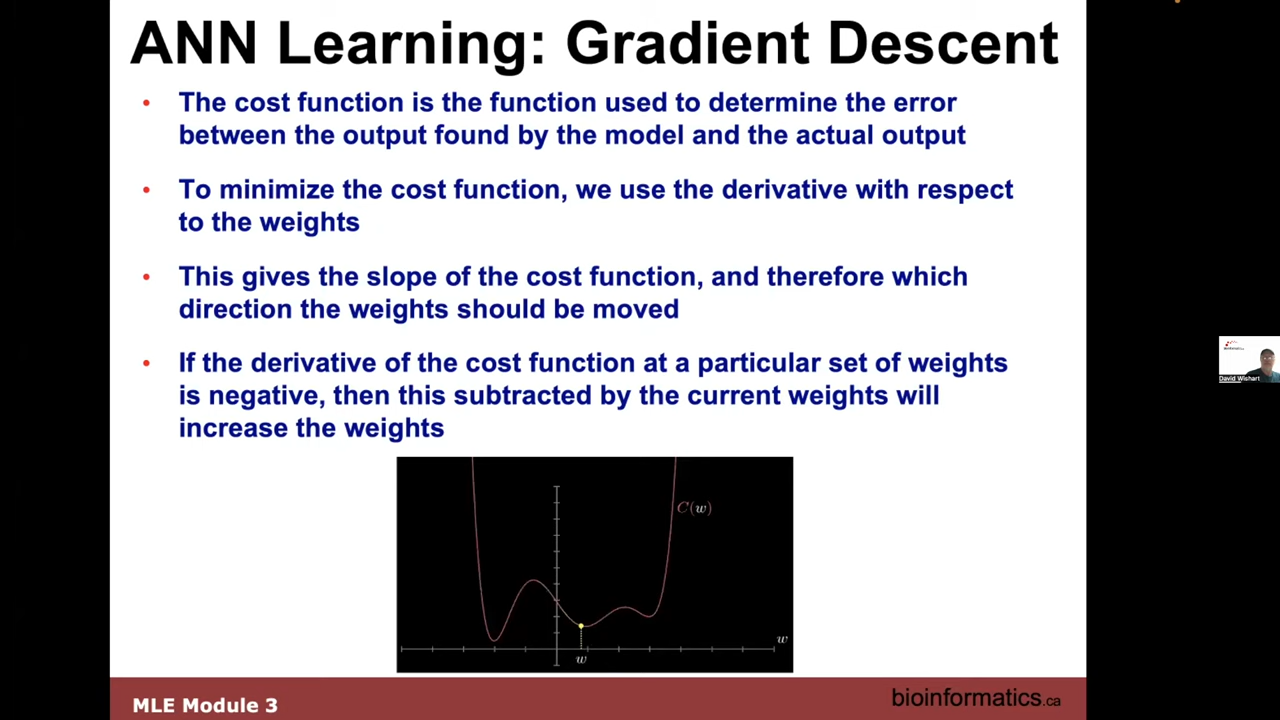 ANN Learning: Gradient Descent
• The cost function is the function used to determine the error
between the output found by the model and the actual output
• To minimize the cost function, we use the derivative with respect
to the weights
• This gives the slope of the cost function, and therefore which
direction the weights should be moved
• If the derivative of the cost function at a particular set of weights
is negative, then this subtracted by the current weights will
increase the weights
C(w)
w
w
David Wishart
MLE Module 3
bioinformatics.ca